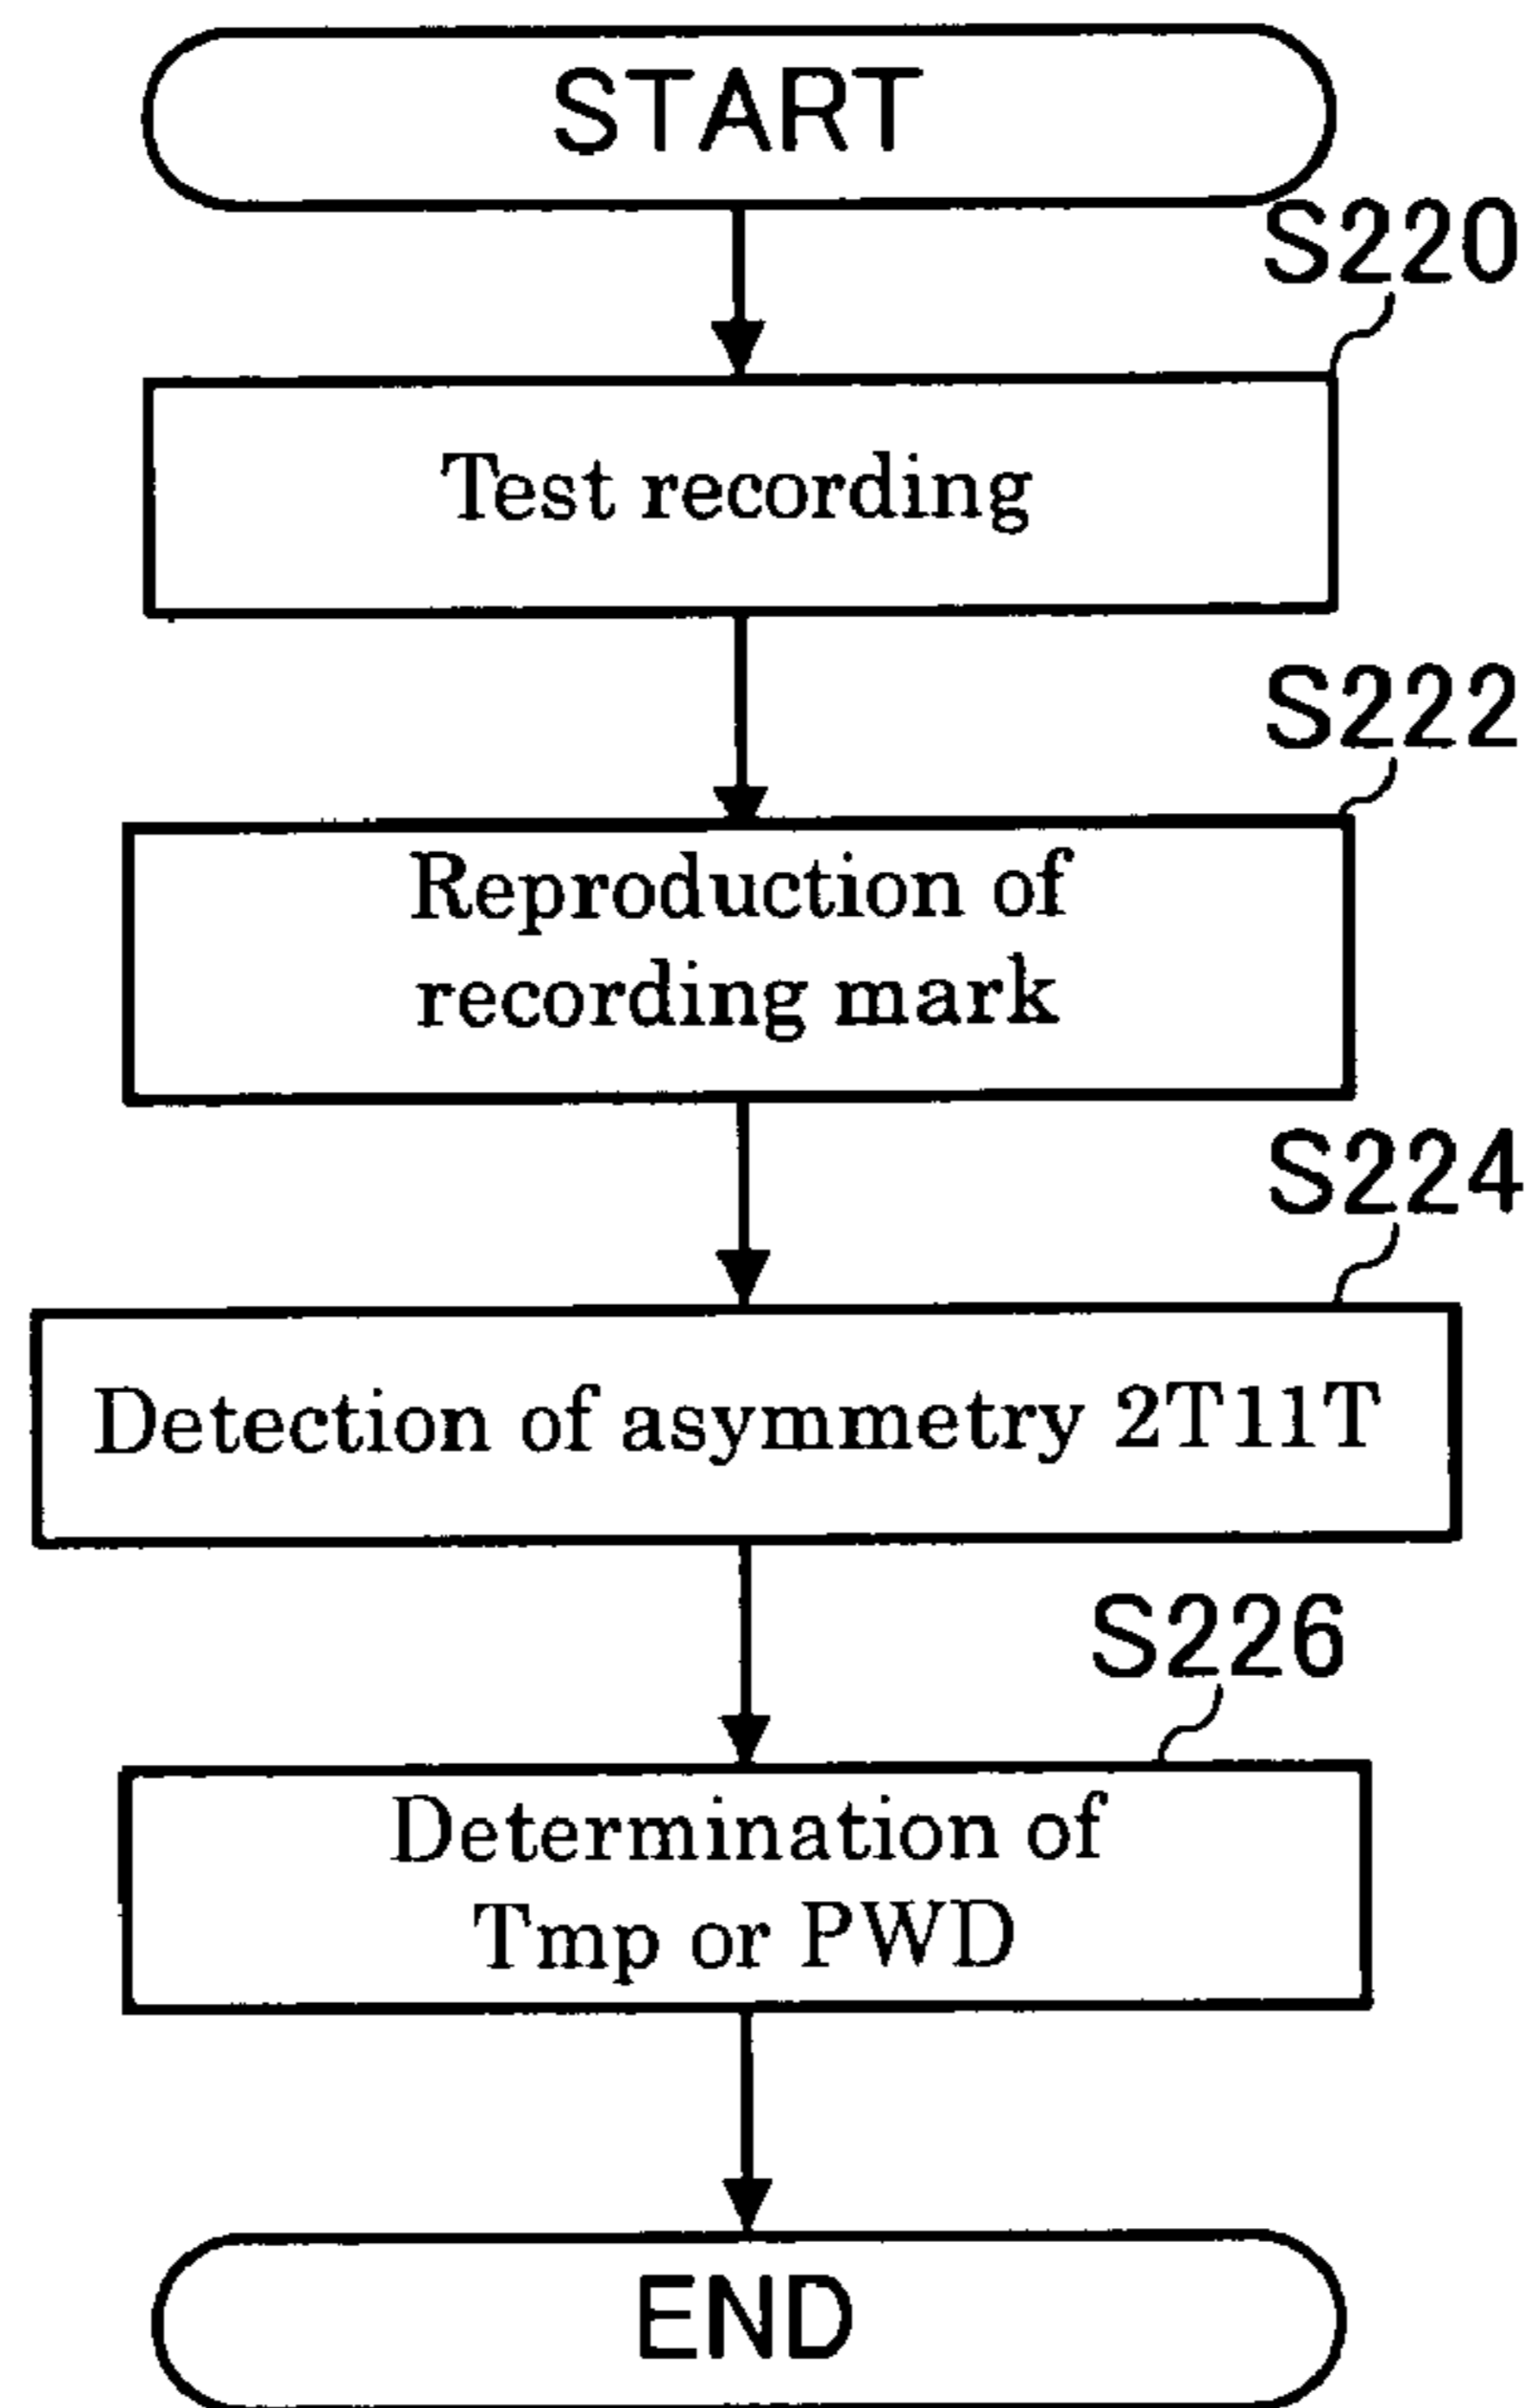 START
S220
Test recording
S222
Reproduction of
recording mark
S224
Detection of asymmetry 2T11T
S226
Determination of
Tmp or PWD
END